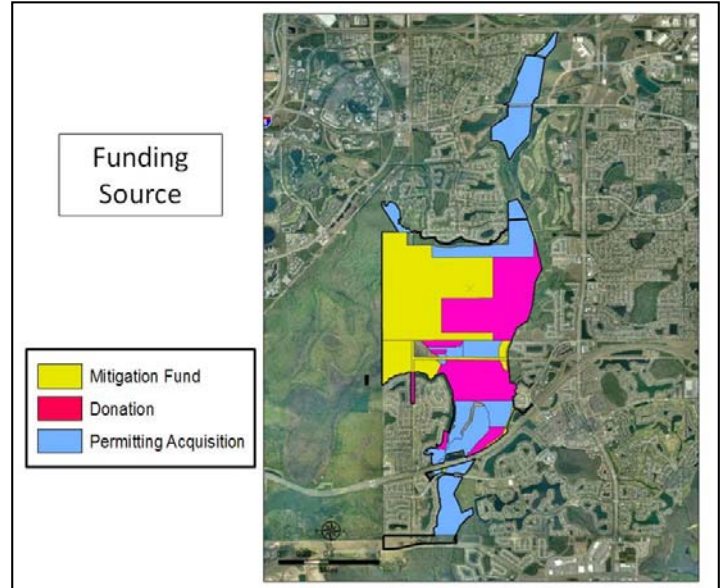 Funding
Source
Mitigation Fund
Donation
Permitting Acquisition